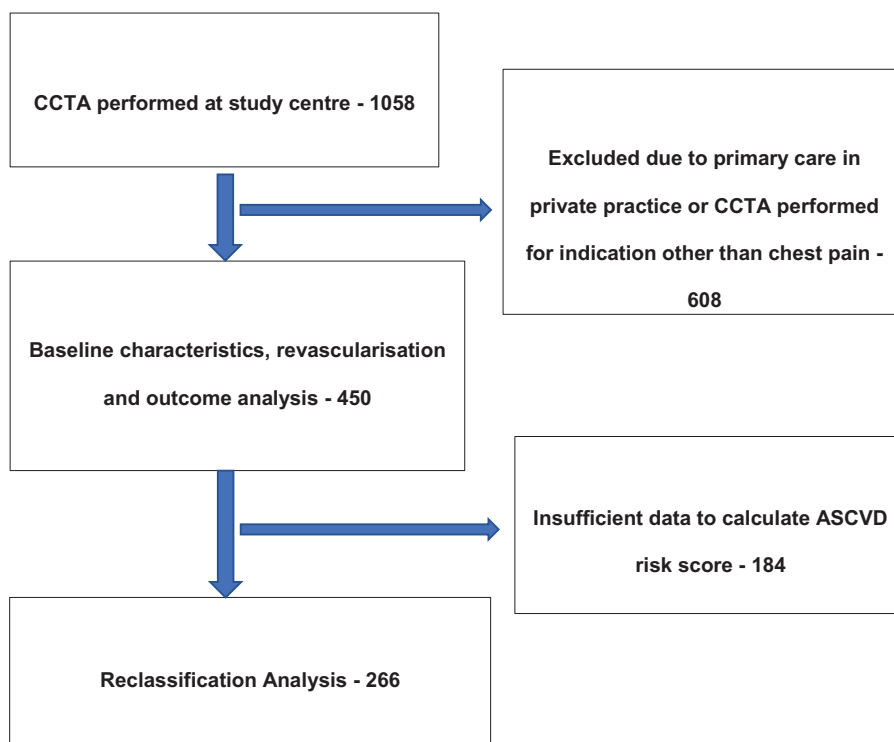 CCTA performed at study centre - 1058
Excluded due to primary care in
private practice or CCTA performed
for indication other than chest pain -
608
Baseline characteristics, revascularisation
and outcome analysis - 450
Insufficient data to calculate ASCVD
risk score - 184
Reclassification Analysis - 266